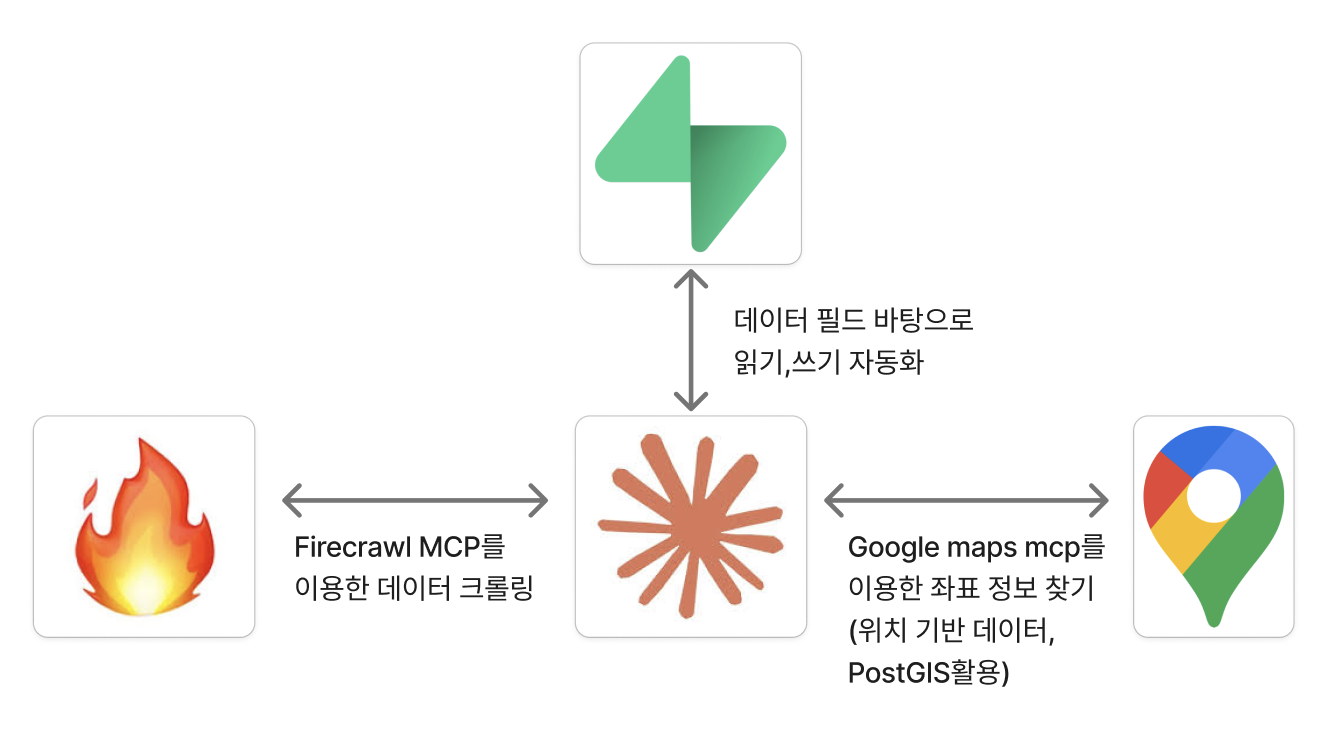 데이터 필드 바탕으로
읽기,쓰기 자동화
Firecrawl MCP를
이용한 데이터 크롤링
Google maps mcp를
이용한 좌표 정보 찾기
(위치 기반 데이터,
PostGIS활용)